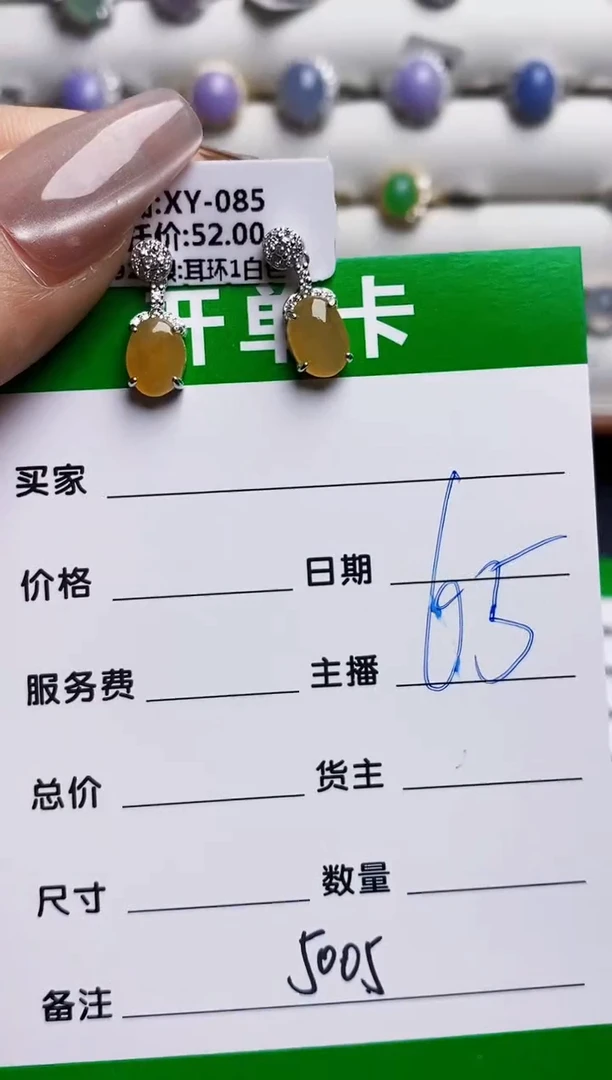 :XY-085
价:52.00
:耳环1白
开单卡
买家
价格 日期
65
服务费 主播
总价 货主
尺寸 数量
5005
备注